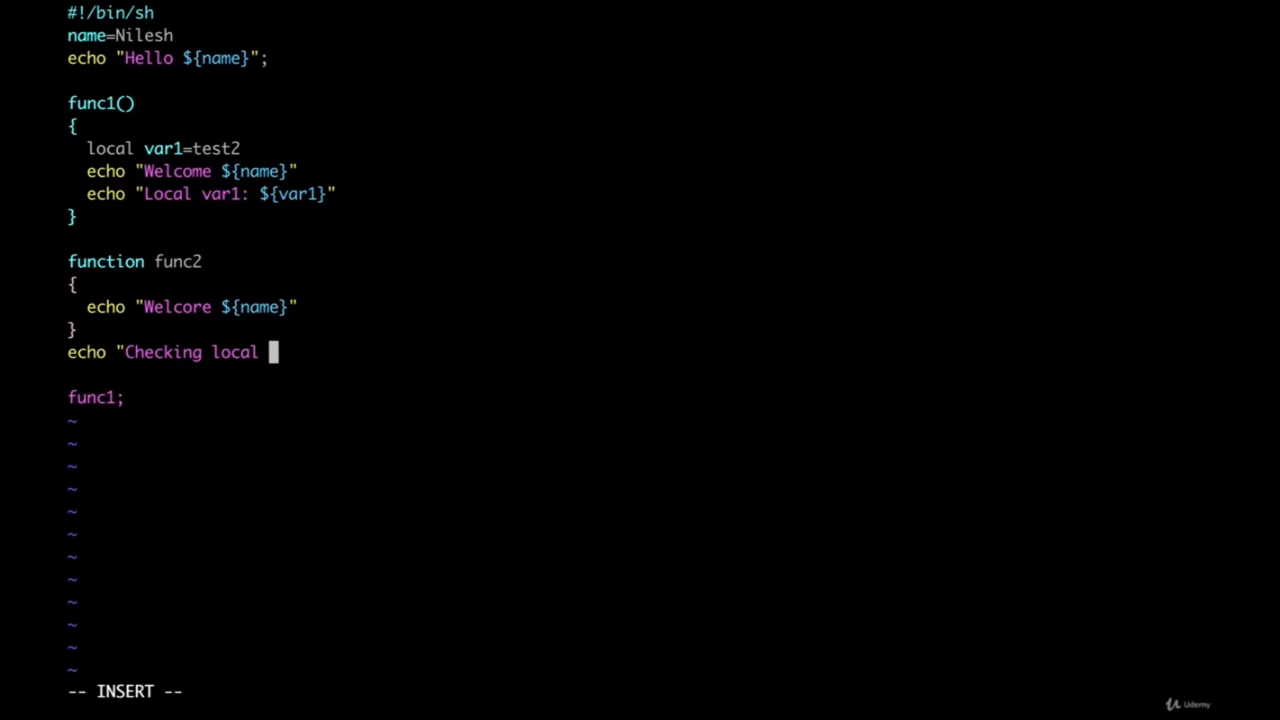 #!/bin/sh
name=Nilesh
echo "Hello ${name}";
func1()
{
  local var1=test2
  echo "Welcome ${name}"
  echo "Local var1: ${var1}"
}
function func2
{
  echo "Welcore ${name}"
}
echo "Checking local
func1;
~
~
~
~
~
~
~
~
~
~
~
~
-- INSERT --
Udemy